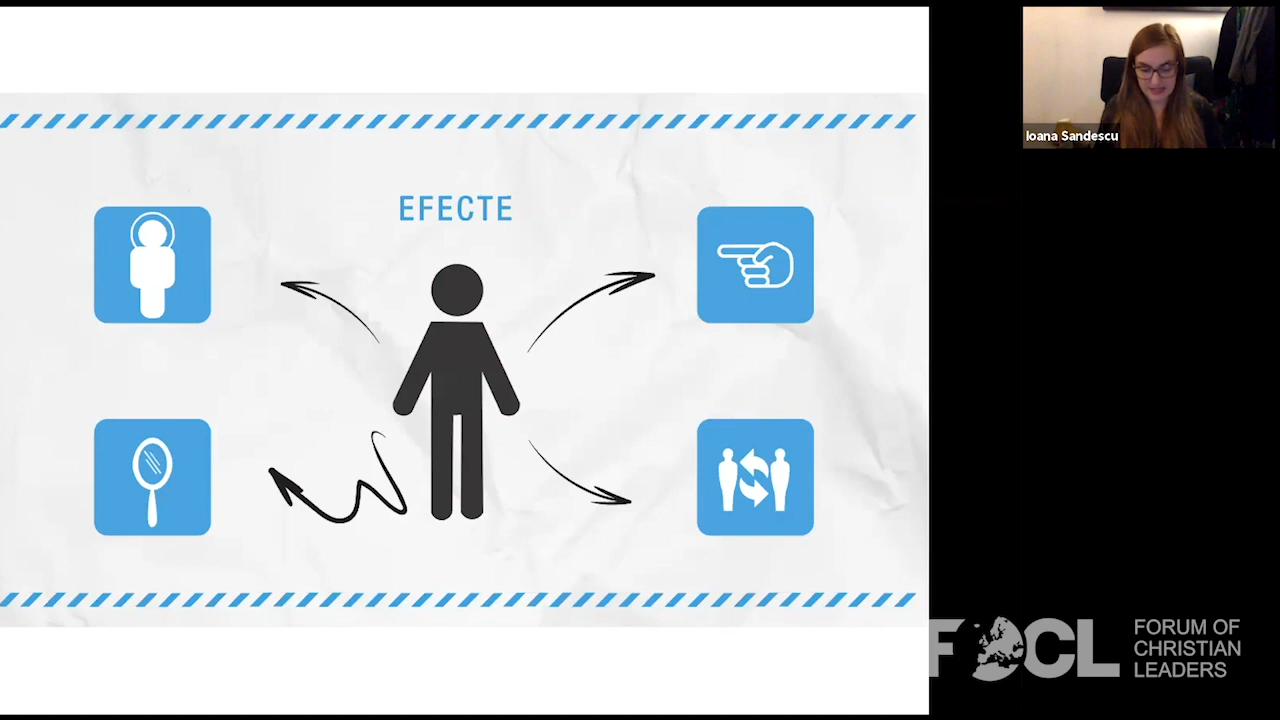 Ioana Sandescu
EFECTE
FOCL
FORUM OF
CHRISTIAN
LEADERS